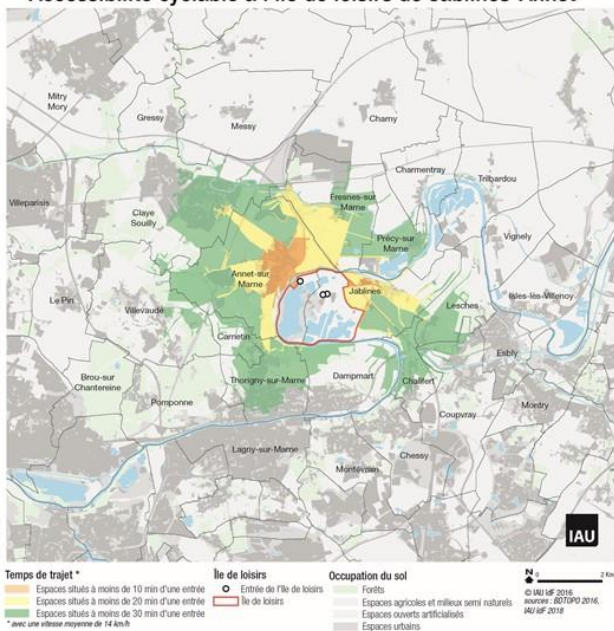 Accessibilité cyclable à l'île de loisirs de Jablines-Annet
Mitry
Mory
Gressy
Messy
Charny
Charmentray
Trilbardou
Villeparisis
Claye
Souilly
Fresnes-sur
Marne
Précy-sur
Marne
Vignely
Annet-sur
Marne
Jablines
Isles-lès-Villenoy
Le Pin
Villevaudé
Lesches
Carnetin
Esbly
Brou-sur
Chantereine
Thorigny-sur-Marne
Dampmart
Chalifert
Pomponne
Coupvray
Montry
Lagny-sur-Marne
Chessy
Montévrain
IAU
Temps de trajet *
Espaces situés à moins de 10 min d'une entrée
Espaces situés à moins de 20 min d'une entrée
Espaces situés à moins de 30 min d'une entrée
* avec une vitesse moyenne de 14 km/h
Île de loisirs
Entrée de l'île de loisirs
Île de loisirs
Occupation du sol
Forêts
Espaces agricoles et milieux semi naturels
Espaces ouverts artificialisés
Espaces urbains
N
0 2 Km
© IAU IdF 2016
sources : BDTOPO 2016,
IAU IdF 2018